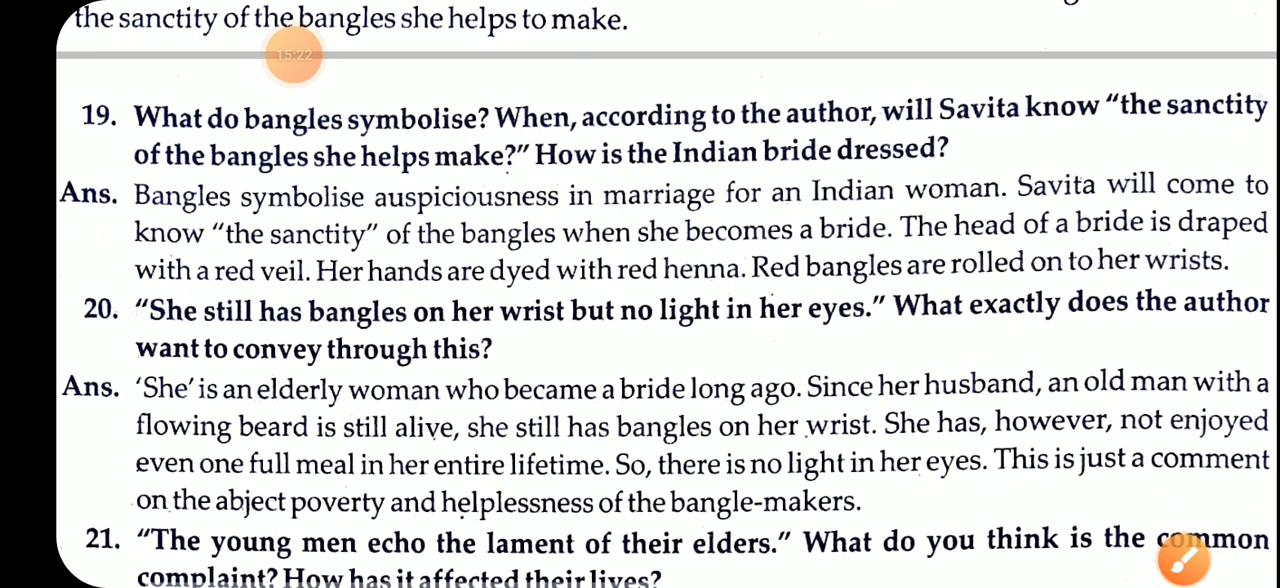 the sanctity of the bangles she helps to make.
15:22
19. What do bangles symbolise? When, according to the author, will Savita know “the sanctity
of the bangles she helps make?” How is the Indian bride dressed?
Ans. Bangles symbolise auspiciousness in marriage for an Indian woman. Savita will come to
know “the sanctity” of the bangles when she becomes a bride. The head of a bride is draped
with a red veil. Her hands are dyed with red henna. Red bangles are rolled on to her wrists.
20. “She still has bangles on her wrist but no light in her eyes.” What exactly does the author
want to convey through this?
Ans. ‘She’ is an elderly woman who became a bride long ago. Since her husband, an old man with a
flowing beard is still alive, she still has bangles on her wrist. She has, however, not enjoyed
even one full meal in her entire lifetime. So, there is no light in her eyes. This is just a comment
on the abject poverty and helplessness of the bangle-makers.
21. “The young men echo the lament of their elders.” What do you think is the common
complaint? How has it affected their lives?